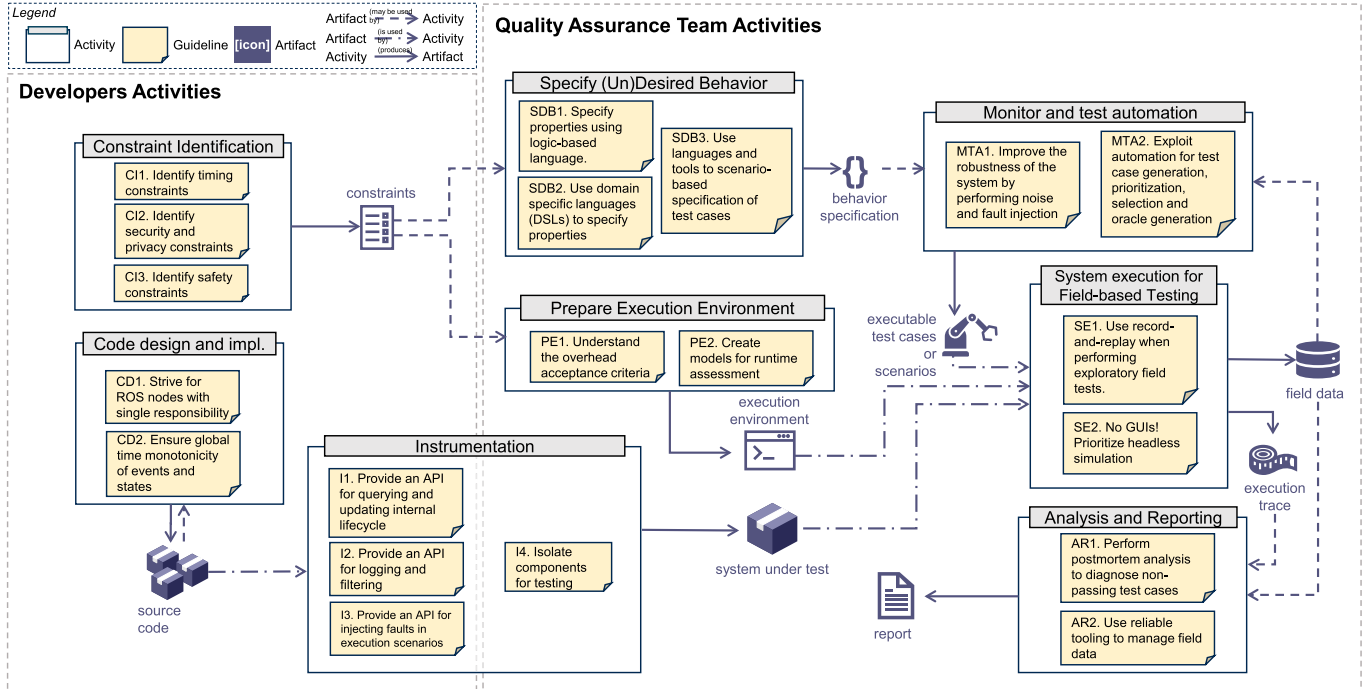 Legend
Activity
Guideline
[icon]
Artifact
Artifact (may be used by) Activity
Artifact (is used by) Activity
Activity (produces) Artifact
Developers Activities
Constraint Identification
CI1. Identify timing
constraints
CI2. Identify
security and
privacy constraints
CI3. Identify safety
constraints
constraints
Code design and impl.
CD1. Strive for
ROS nodes with
single responsibility
CD2. Ensure global
time monotonicity
of events and
states
source
code
Instrumentation
I1. Provide an API
for querying and
updating internal
lifecycle
I2. Provide an API
for logging and
filtering
I3. Provide an API for
injecting faults in
execution scenarios
I4. Isolate
components
for testing
Quality Assurance Team Activities
Specify (Un)Desired Behavior
SDB1. Specify
properties using
logic-based
language.
SDB2. Use domain
specific languages
(DSLs) to specify
properties
SDB3. Use
languages and
tools to scenario-
based
specification of
test cases
{}
behavior
specification
Monitor and test automation
MTA1. Improve the
robustness of the
system by
performing noise
and fault injection
MTA2. Exploit
automation for test
case generation,
prioritization,
selection and
oracle generation
Prepare Execution Environment
PE1. Understand
the overhead
acceptance criteria
PE2. Create
models for runtime
assessment
execution
environment
executable
test cases
or
scenarios
system under test
System execution for
Field-based Testing
SE1. Use record-
and-replay when
performing
exploratory field
tests.
SE2. No GUIs!
Prioritize headless
simulation
field data
execution
trace
Analysis and Reporting
AR1. Perform
postmortem analysis
to diagnose non-
passing test cases
AR2. Use reliable
tooling to manage field
data
report